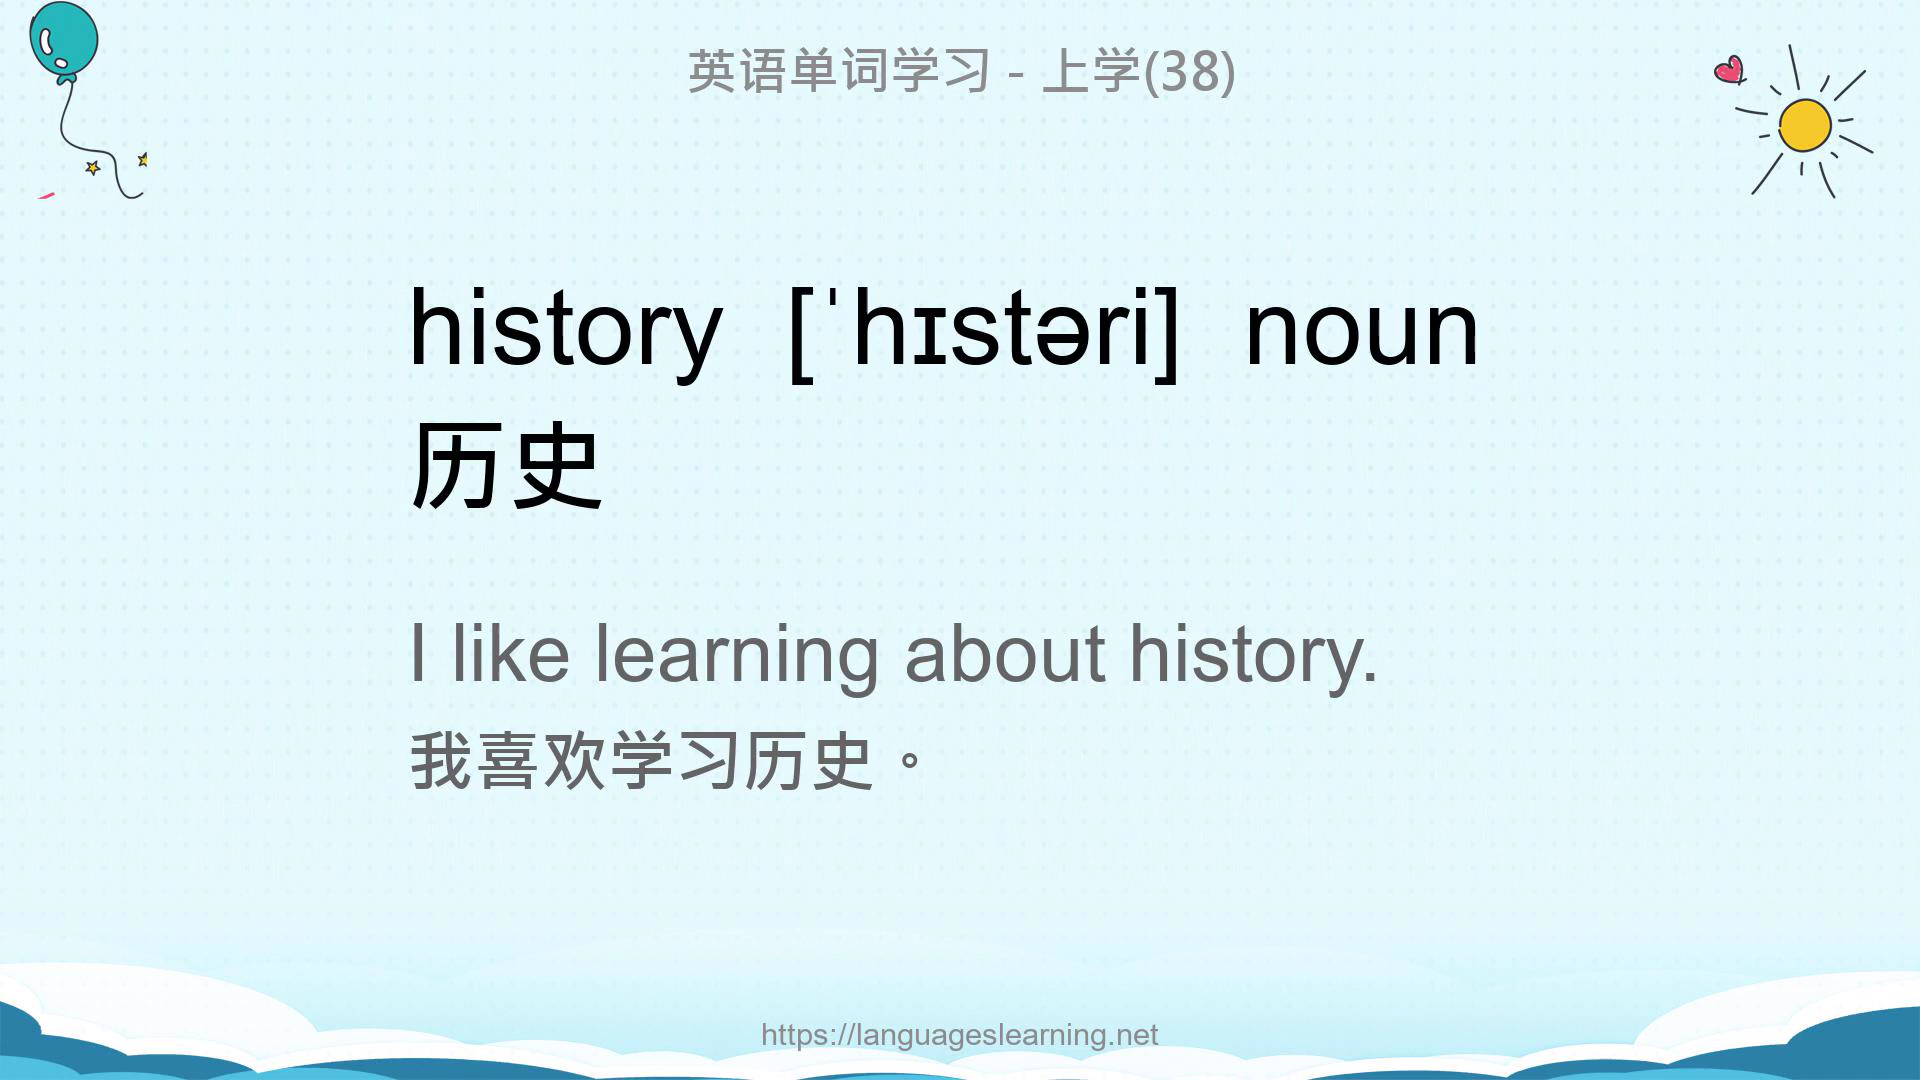 英语单词学习 - 上学(38)
history [ˈhɪstəri] noun
历史
I like learning about history.
我喜欢学习历史。
https://languageslearning.net